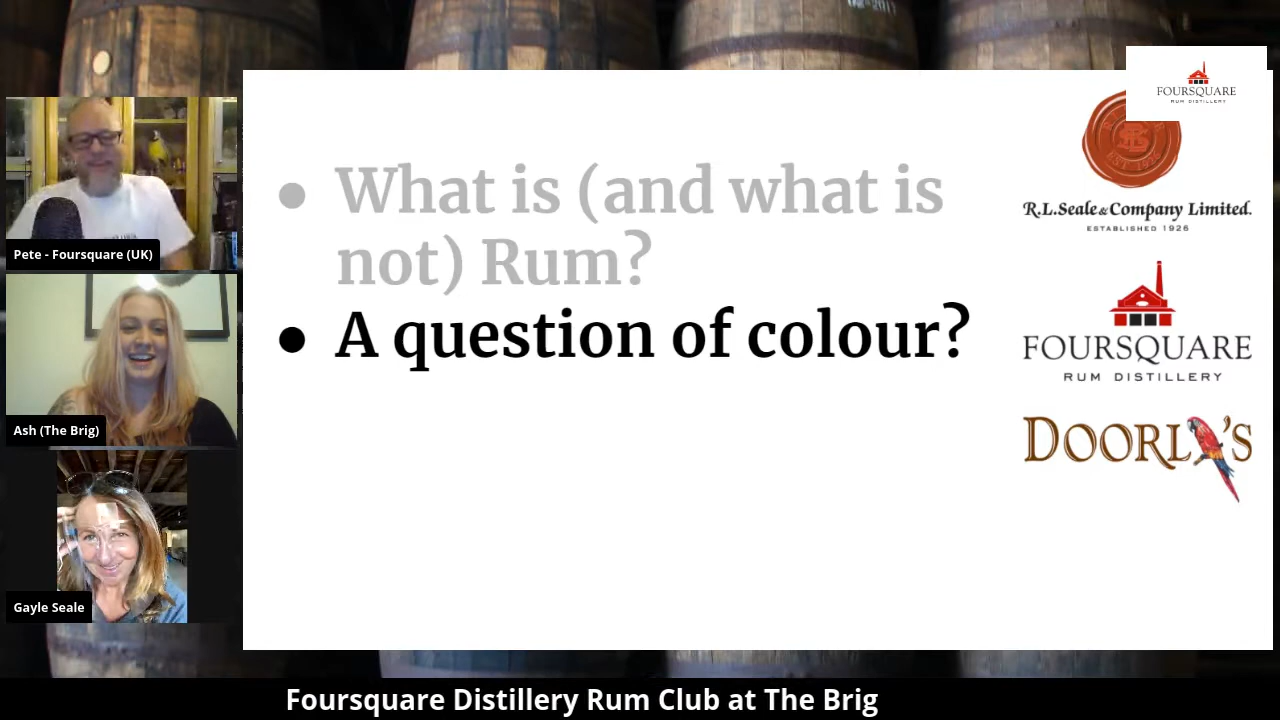 FOURSQUARE
RUM DISTILLERY
• What is (and what is
not) Rum?
• A question of colour?
R.L.Seale & Company Limited.
ESTABLISHED 1926
FOURSQUARE
RUM DISTILLERY
DOORLY'S
Pete - Foursquare (UK)
Ash (The Brig)
Gayle Seale
Foursquare Distillery Rum Club at The Brig